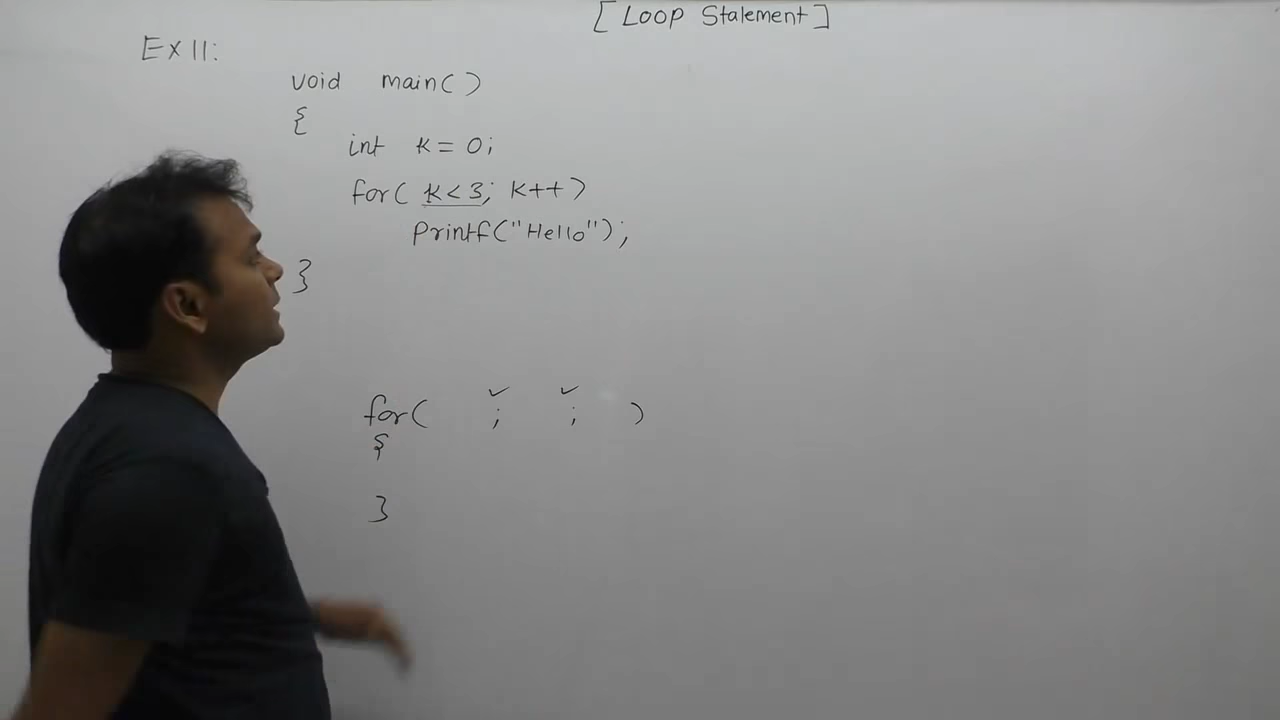 [Loop Statement]
Ex 11:
void main()
{
int k = 0;
for( k < 3; k++)
Printf("Hello");
}
for( ; ; )
{
}